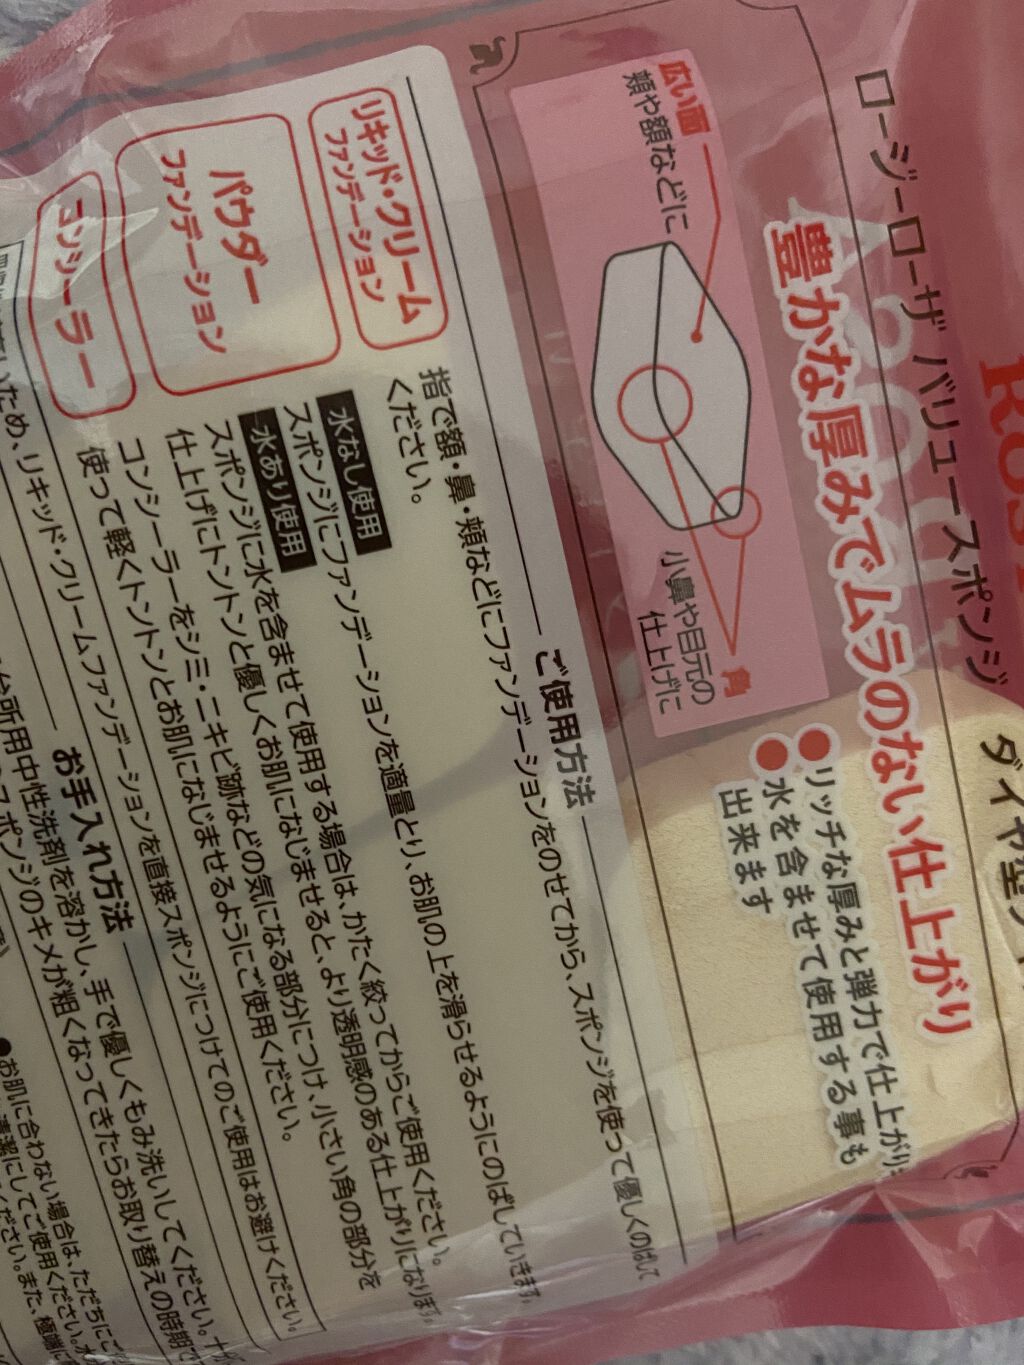 ロージーローザ バリュースポンジ
ダイヤ型
豊かな厚みでムラのない仕上がり
●リッチな厚みと弾力で仕上がり
●水を含ませて使用する事も
出来ます
広い面
頬や額などに
角
小鼻や目元の
仕上げに
ご使用方法
リキッド・クリーム
ファンデーション
指で額・鼻・頬などにファンデーションをのせてから、スポンジを使って優しくのばして
ください。
パウダー
ファンデーション
水なし使用
スポンジにファンデーションを適量とり、お肌の上を滑らせるようにのばしていきます。
水あり使用
スポンジに水を含ませて使用する場合は、かたく絞ってからご使用ください。
仕上げにトントンと優しくお肌になじませると、より透明感のある仕上がりになります。
コンシーラー
コンシーラーをシミ・ニキビ跡などの気になる部分につけ、小さい角の部分を
使って軽くトントンとお肌になじませるようにご使用ください。
ため、リキッド・クリームファンデーションを直接スポンジにつけてのご使用はお避けください。
お手入れ方法
台所用中性洗剤を溶かし、手で優しくもみ洗いしてください。
スポンジのキメが粗くなってきたらお取り替えの時期で
●お肌に合わない場合は、ただちにご
清潔にしてご使用ください。
ください。また、極端に